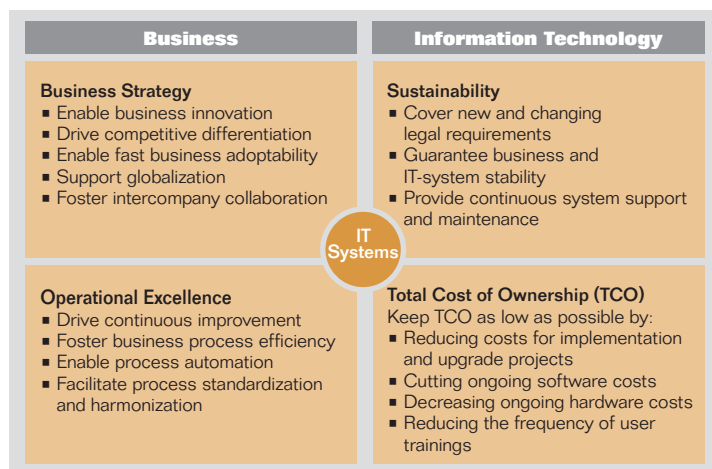 Business
Business Strategy
▪ Enable business innovation
▪ Drive competitive differentiation
▪ Enable fast business adoptability
▪ Support globalization
▪ Foster intercompany collaboration
Operational Excellence
▪ Drive continuous improvement
▪ Foster business process efficiency
▪ Enable process automation
▪ Facilitate process standardization
and harmonization
IT
Systems
Information Technology
Sustainability
▪ Cover new and changing
legal requirements
▪ Guarantee business and
IT-system stability
▪ Provide continuous system support
and maintenance
Total Cost of Ownership (TCO)
Keep TCO as low as possible by:
▪ Reducing costs for implementation
and upgrade projects
▪ Cutting ongoing software costs
▪ Decreasing ongoing hardware costs
▪ Reducing the frequency of user
trainings